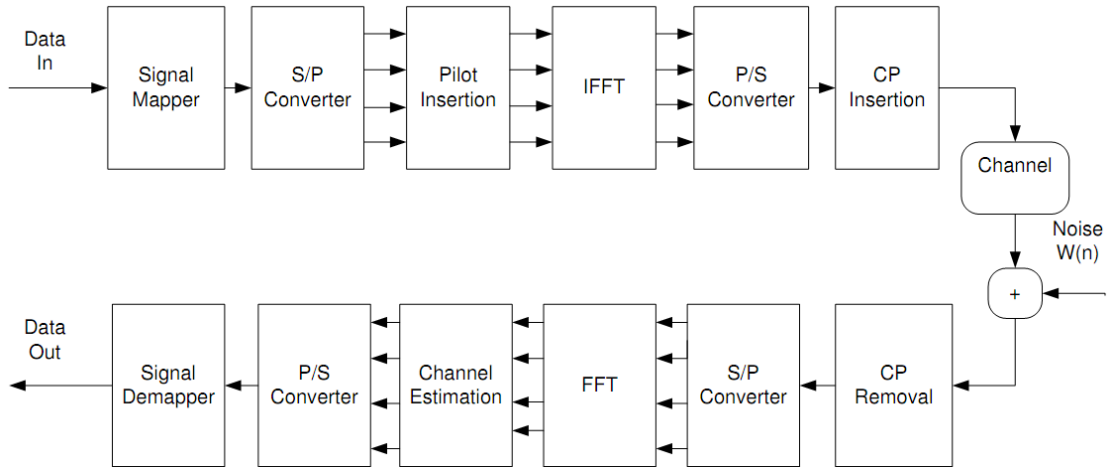 Data
In
Signal
Mapper
S/P
Converter
Pilot
Insertion
IFFT
P/S
Converter
CP
Insertion
Channel
Noise
W(n)
+
Data
Out
Signal
Demapper
P/S
Converter
Channel
Estimation
FFT
S/P
Converter
CP
Removal